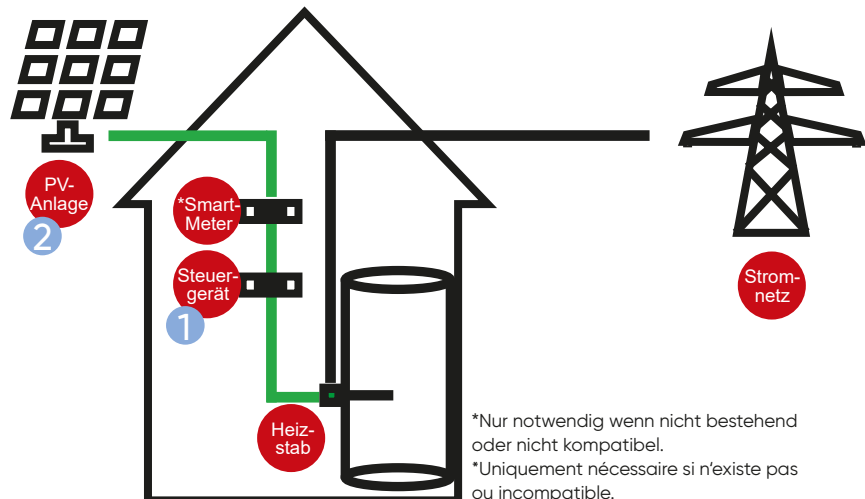 PV-
Anlage
2
*Smart-
Meter
Steuer-
gerät
1
Heiz-
stab
Strom-
netz
*Nur notwendig wenn nicht bestehend
oder nicht kompatibel.
*Uniquement nécessaire si n’existe pas
ou incompatible.